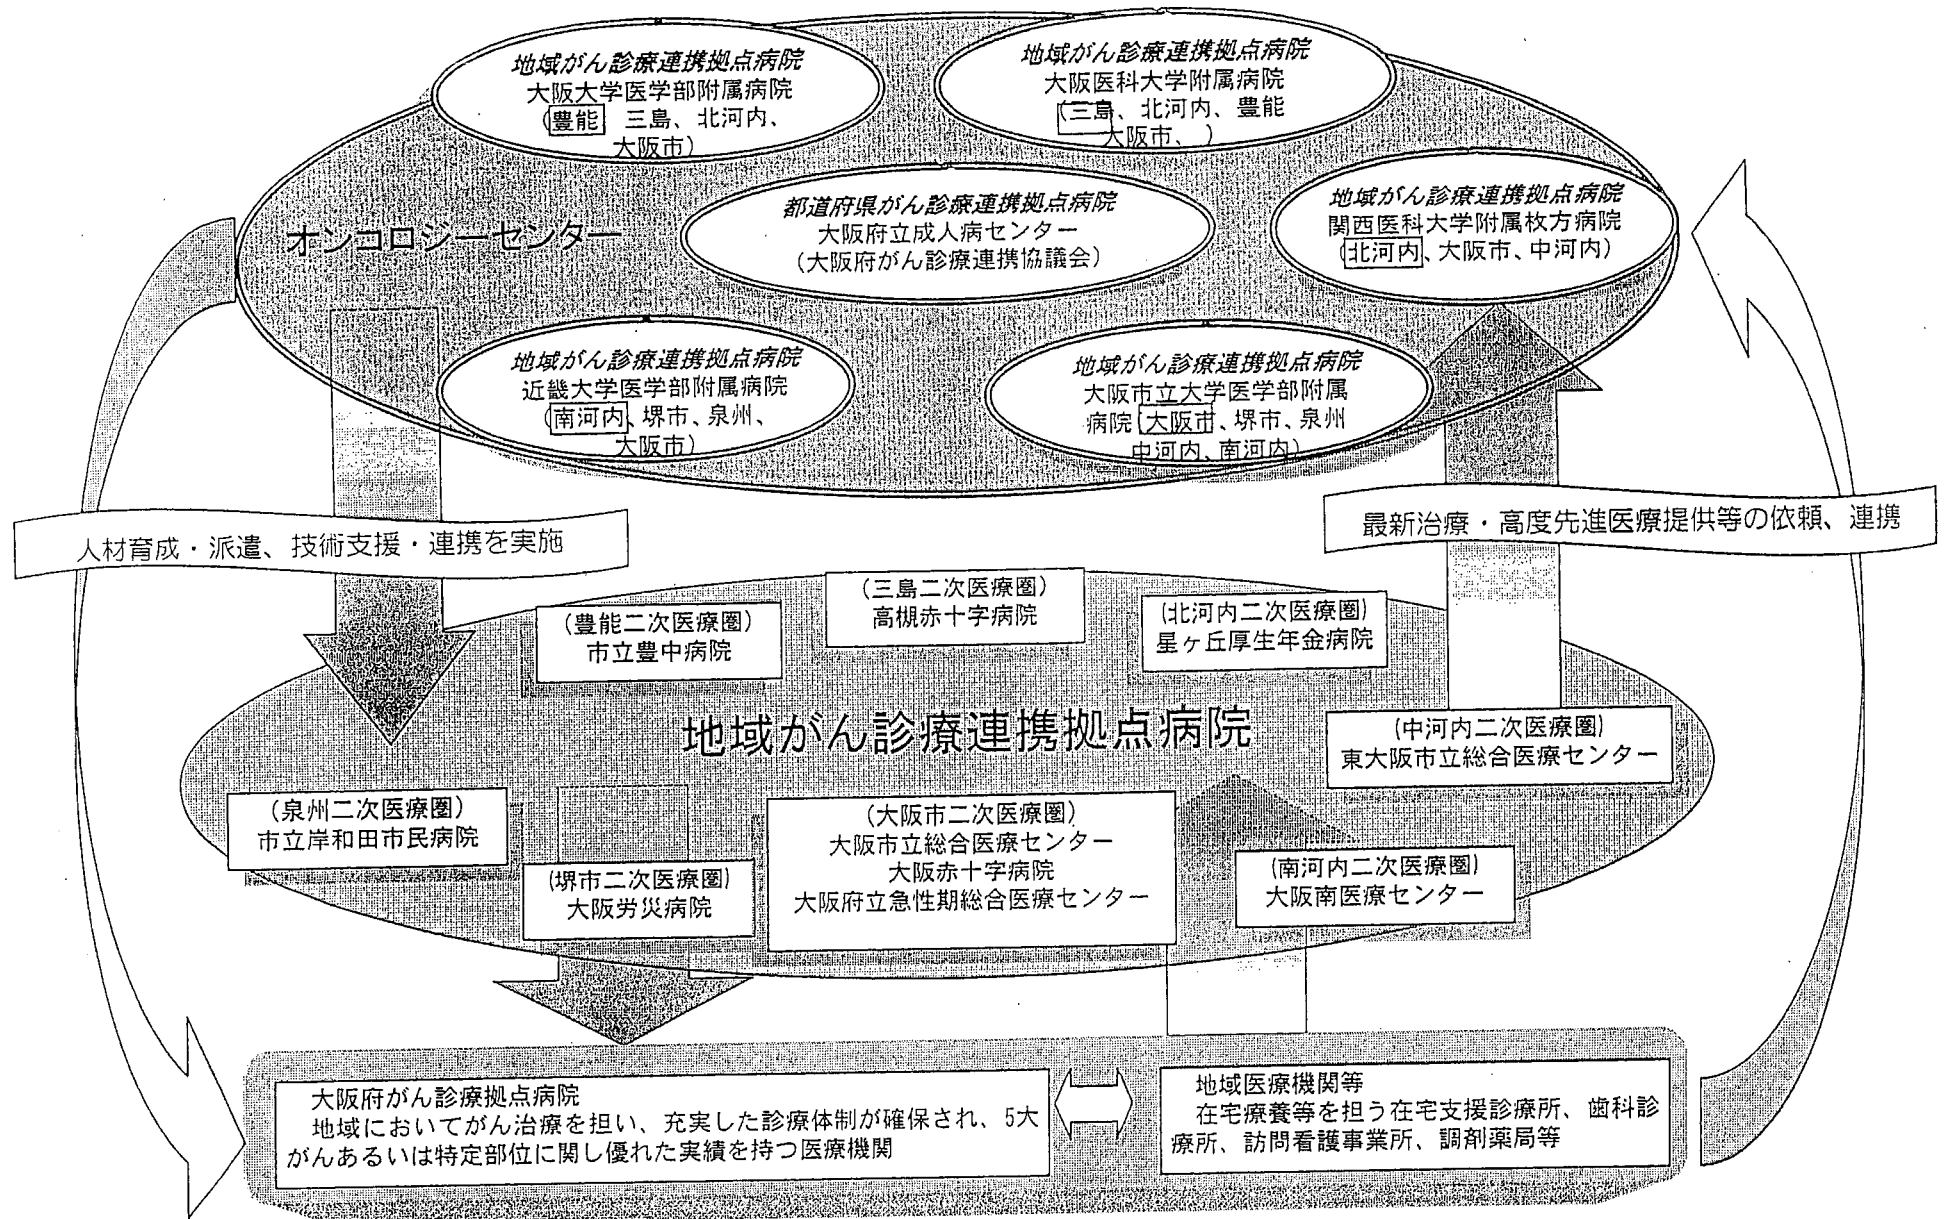 地域がん診療連携拠点病院
大阪大学医学部附属病院
(豊能 三島、北河内、
大阪市)
地域がん診療連携拠点病院
大阪医科大学附属病院
(三島、北河内、豊能
大阪市、 )
都道府県がん診療連携拠点病院
大阪府立成人病センター
(大阪府がん診療連携協議会)
地域がん診療連携拠点病院
関西医科大学附属枚方病院
(北河内、大阪市、中河内)
オンコロジーセンター
地域がん診療連携拠点病院
近畿大学医学部附属病院
(南河内、堺市、泉州、
大阪市)
地域がん診療連携拠点病院
大阪市立大学医学部附属
病院(大阪市、堺市、泉州
中河内、南河内)
人材育成・派遣、技術支援・連携を実施
最新治療・高度先進医療提供等の依頼、連携
(豊能二次医療圏)
市立豊中病院
(三島二次医療圏)
高槻赤十字病院
(北河内二次医療圏)
星ヶ丘厚生年金病院
地域がん診療連携拠点病院
(中河内二次医療圏)
東大阪市立総合医療センター
(泉州二次医療圏)
市立岸和田市民病院
(堺市二次医療圏)
大阪労災病院
(大阪市二次医療圏)
大阪市立総合医療センター
大阪赤十字病院
大阪府立急性期総合医療センター
(南河内二次医療圏)
大阪南医療センター
大阪府がん診療拠点病院
地域においてがん治療を担い、充実した診療体制が確保され、5大
がんあるいは特定部位に関し優れた実績を持つ医療機関
地域医療機関等
在宅療養等を担う在宅支援診療所、歯科診
療所、訪問看護事業所、調剤薬局等